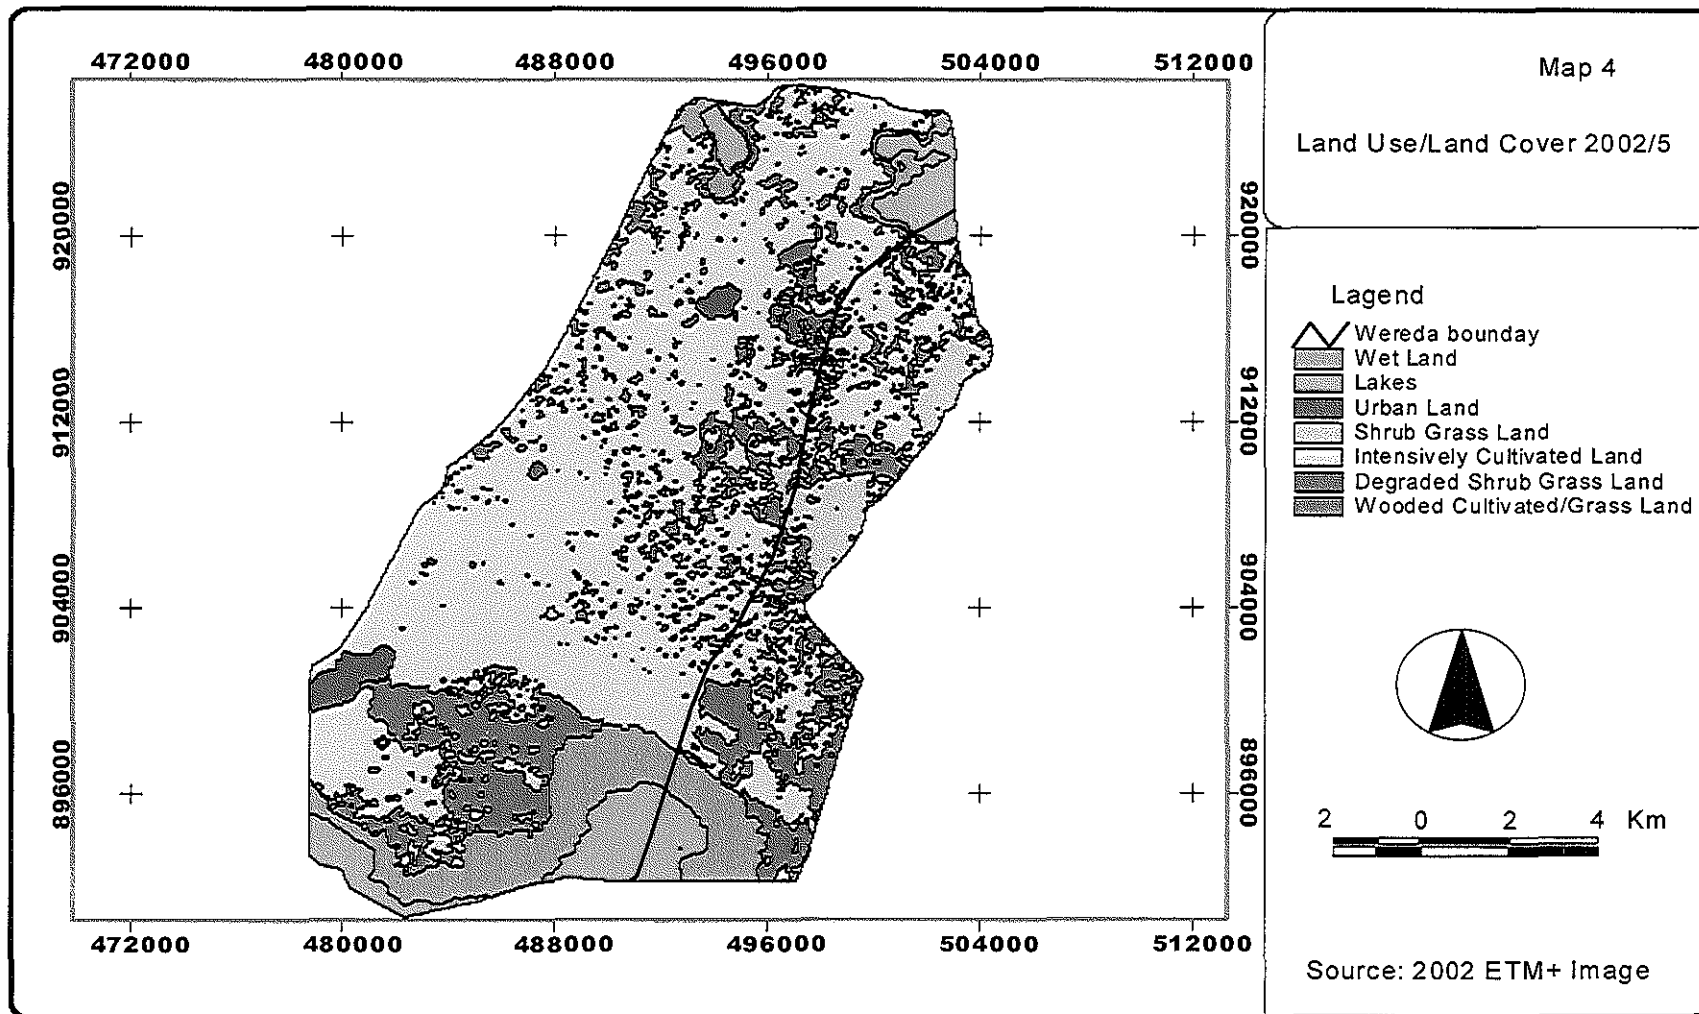 472000 480000 488000 496000 504000 512000
Map 4
Land Use/Land Cover 2002/5
920000 920000
912000 912000
904000 904000
896000 896000
Lagend
Wereda bounday
Wet Land
Lakes
Urban Land
Shrub Grass Land
Intensively Cultivated Land
Degraded Shrub Grass Land
Wooded Cultivated/Grass Land
2 0 2 4 Km
472000 480000 488000 496000 504000 512000
Source: 2002 ETM+ Image